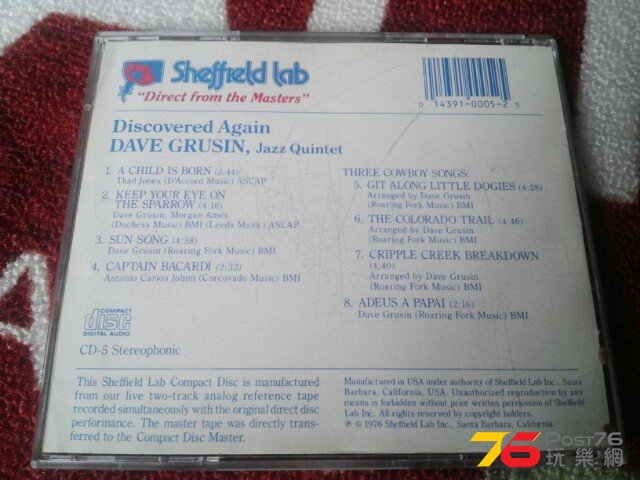 Sheffield Lab
"Direct from the Masters"
0 14391-0005-2 5
Discovered Again
DAVE GRUSIN, Jazz Quintet
1. A CHILD IS BORN (3:44)
Thad Jones (D'Accord Music) ASCAP
2. KEEP YOUR EYE ON
THE SPARROW (4:16)
Dave Grusin, Morgan Ames
(Duchess Music) BMI (Leeds Music) ASCAP
3. SUN SONG (4:38)
Dave Grusin (Roaring Fork Music) BMI
4. CAPTAIN BACARDI (2:32)
Antonio Carlos Jobim (Corcovado Music) BMI
THREE COWBOY SONGS:
5. GIT ALONG LITTLE DOGIES (4:28)
Arranged by Dave Grusin
(Roaring Fork Music) BMI
6. THE COLORADO TRAIL (4:46)
Arranged by Dave Grusin
(Roaring Fork Music) BMI
7. CRIPPLE CREEK BREAKDOWN
(4:40)
Arranged by Dave Grusin
(Roaring Fork Music) BMI
8. ADEUS A PAPAI (2:16)
Dave Grusin (Roaring Fork Music) BMI
COMPACT
disc
DIGITAL AUDIO
CD-5 Stereophonic
This Sheffield Lab Compact Disc is manufactured
from our live two-track analog reference tape
recorded simultaneously with the original direct disc
performance. The master tape was directly trans-
ferred to the Compact Disc Master.
Manufactured in USA under authority of Sheffield Lab Inc., Santa
Barbara, California, USA. Unauthorized reproduction by any
means is forbidden without prior written permission of Sheffield
Lab Inc. All rights reserved by copyright holders.
℗ © 1976 Sheffield Lab Inc., Santa Barbara, California.
76 Post76
玩樂網